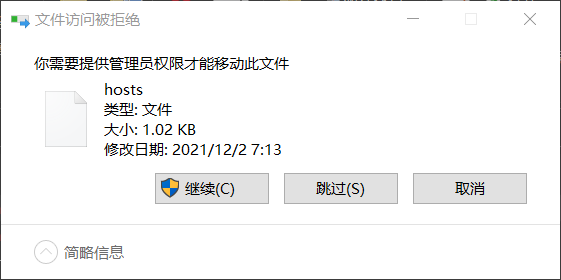 文件访问被拒绝
你需要提供管理员权限才能移动此文件
hosts
类型: 文件
大小: 1.02 KB
修改日期: 2021/12/2 7:13
继续(C)
跳过(S)
取消
简略信息